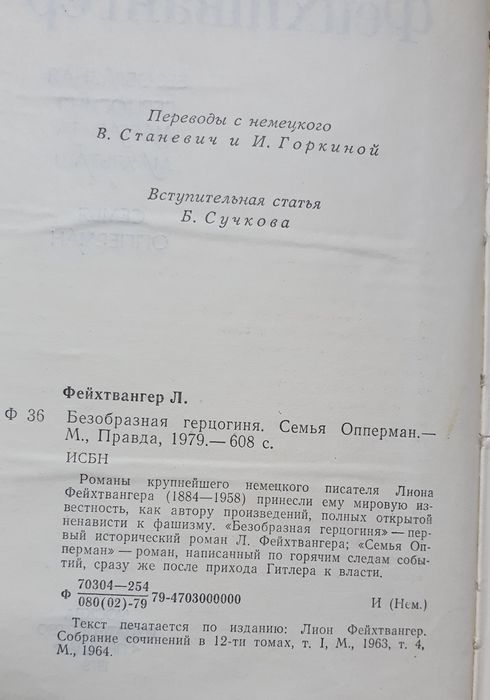 Фейхтвангер
Переводы с немецкого
В. Станевич и И. Горкиной
Вступительная статья
Б. Сучкова
Фейхтвангер Л.
Ф 36 Безобразная герцогиня. Семья Опперман.—
М., Правда, 1979.— 608 с.
ИСБН
Романы крупнейшего немецкого писателя Лиона
Фейхтвангера (1884—1958) принесли ему мировую из-
вестность, как автору произведений, полных открытой
ненависти к фашизму. «Безобразная герцогиня» — пер-
вый исторический роман Л. Фейхтвангера; «Семья Оп-
перман» — роман, написанный по горячим следам собы-
тий, сразу же после прихода Гитлера к власти.
70304—254
Ф 79-4703000000 И (Нем.)
080(02)-79
Текст печатается по изданию: Лион Фейхтвангер.
Собрание сочинений в 12-ти томах, т. I, М., 1963, т. 4,
М., 1964.